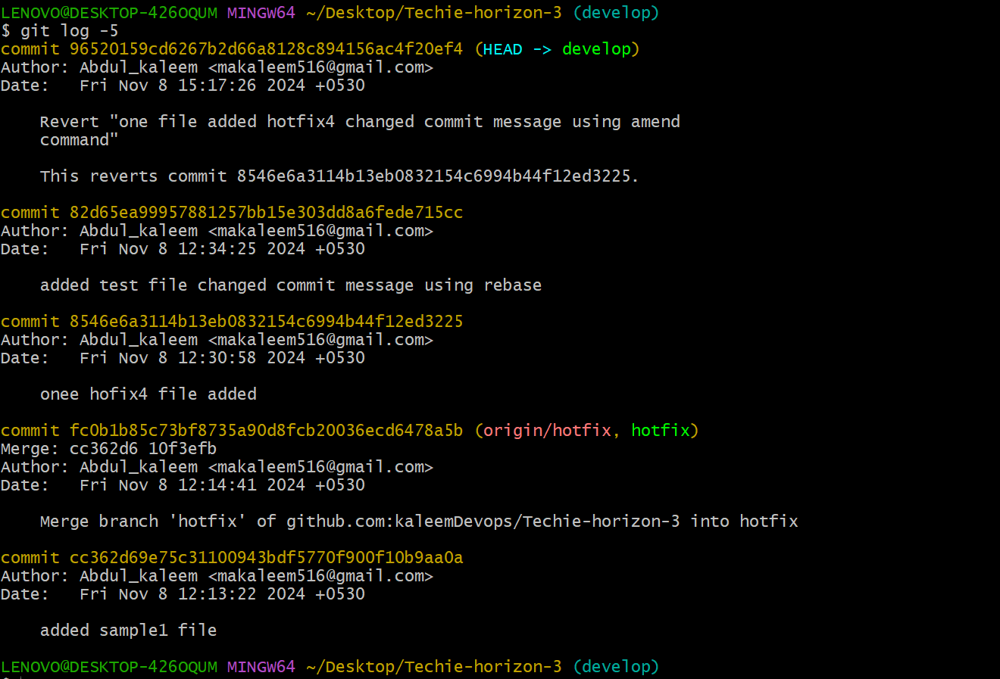 LENOVO@DESKTOP-426OQUM MINGW64 ~/Desktop/Techie-horizon-3 (develop)
$ git log -5
commit 96520159cd6267b2d66a8128c894156ac4f20ef4 (HEAD -> develop)
Author: Abdul_kaleem <makaleem516@gmail.com>
Date:   Fri Nov 8 15:17:26 2024 +0530

    Revert "one file added hotfix4 changed commit message using amend
    command"

    This reverts commit 8546e6a3114b13eb0832154c6994b44f12ed3225.

commit 82d65ea99957881257bb15e303dd8a6fede715cc
Author: Abdul_kaleem <makaleem516@gmail.com>
Date:   Fri Nov 8 12:34:25 2024 +0530

    added test file changed commit message using rebase

commit 8546e6a3114b13eb0832154c6994b44f12ed3225
Author: Abdul_kaleem <makaleem516@gmail.com>
Date:   Fri Nov 8 12:30:58 2024 +0530

    onee hofix4 file added

commit fc0b1b85c73bf8735a90d8fcb20036ecd6478a5b (origin/hotfix, hotfix)
Merge: cc362d6 10f3efb
Author: Abdul_kaleem <makaleem516@gmail.com>
Date:   Fri Nov 8 12:14:41 2024 +0530

    Merge branch 'hotfix' of github.com:kaleemDevops/Techie-horizon-3 into hotfix

commit cc362d69e75c31100943bdf5770f900f10b9aa0a
Author: Abdul_kaleem <makaleem516@gmail.com>
Date:   Fri Nov 8 12:13:22 2024 +0530

    added sample1 file

LENOVO@DESKTOP-426OQUM MINGW64 ~/Desktop/Techie-horizon-3 (develop)